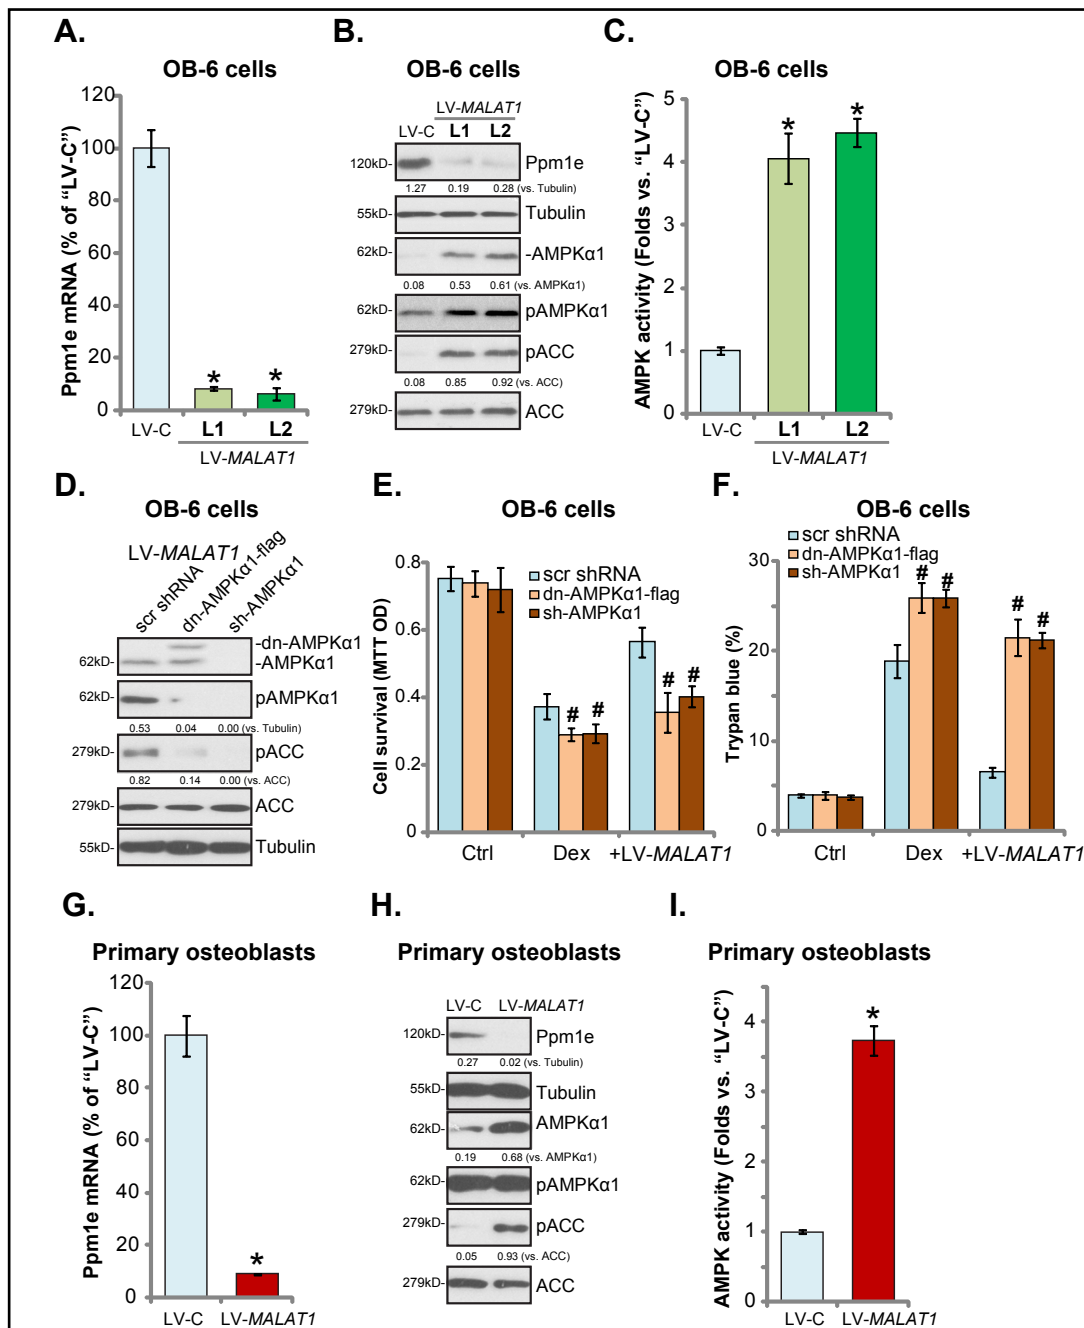 A.
OB-6 cells
Ppm1e mRNA (% of “LV-C”)
120
100
80
60
40
20
0
*
*
LV-C
L1
L2
LV-MALAT1
B.
OB-6 cells
LV-MALAT1
LV-C L1 L2
120kD- Ppm1e
1.27 0.19 0.28 (vs. Tubulin)
55kD- Tubulin
62kD- -AMPKα1
0.08 0.53 0.61 (vs. AMPKα1)
62kD- pAMPKα1
279kD- pACC
0.08 0.85 0.92 (vs. ACC)
279kD- ACC
C.
OB-6 cells
AMPK activity (Folds vs. “LV-C”)
5
4
3
2
1
0
*
*
LV-C
L1
L2
LV-MALAT1
D.
OB-6 cells
LV-MALAT1
scr shRNA
dn-AMPKα1-flag
sh-AMPKα1
-dn-AMPKα1
62kD- -AMPKα1
62kD- pAMPKα1
0.53 0.04 0.00 (vs. Tubulin)
279kD- pACC
0.82 0.14 0.00 (vs. ACC)
279kD- ACC
55kD- Tubulin
E.
OB-6 cells
Cell survival (MTT OD)
0.8
0.6
0.4
0.2
0
scr shRNA
dn-AMPKα1-flag
sh-AMPKα1
# #
# #
Ctrl Dex +LV-MALAT1
F.
OB-6 cells
scr shRNA
dn-AMPKα1-flag
sh-AMPKα1
Trypan blue (%)
30
20
10
0
# #
# #
Ctrl Dex +LV-MALAT1
G.
Primary osteoblasts
Ppm1e mRNA (% of “LV-C”)
120
100
80
60
40
20
0
*
LV-C LV-MALAT1
H.
Primary osteoblasts
LV-C LV-MALAT1
120kD- Ppm1e
0.27 0.02 (vs. Tubulin)
55kD- Tubulin
62kD- AMPKα1
0.19 0.68 (vs. AMPKα1)
62kD- pAMPKα1
279kD- pACC
0.05 0.93 (vs. ACC)
279kD- ACC
I.
Primary osteoblasts
AMPK activity (Folds vs. “LV-C”)
4
3
2
1
0
*
LV-C LV-MALAT1